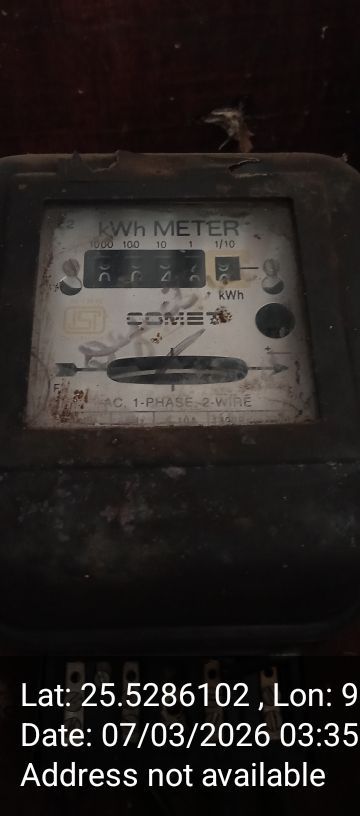 kWh METER
1000 100 10 1 1/10
kWh
COMET
AC. 1-PHASE. 2-WIRE
Lat: 25.5286102 , Lon: 9
Date: 07/03/2026 03:35
Address not available